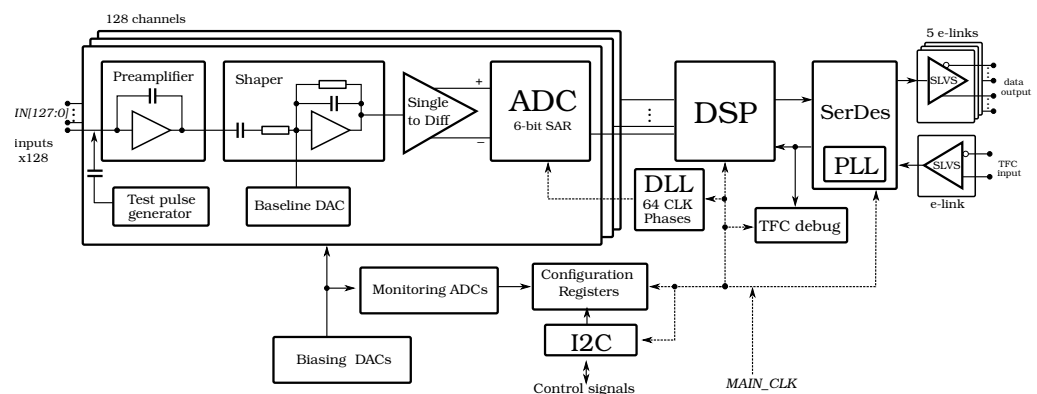 128 channels
5 e-links
Preamplifier
Shaper
Single
to Diff
+
−
ADC
6-bit SAR
DSP
SerDes
PLL
SLVS
data
output
IN[127:0]
inputs
x128
SLVS
TFC
input
e-link
Test pulse
generator
Baseline DAC
DLL
64 CLK
Phases
TFC debug
Monitoring ADCs
Configuration
Registers
I2C
Biasing DACs
Control signals
MAIN_CLK